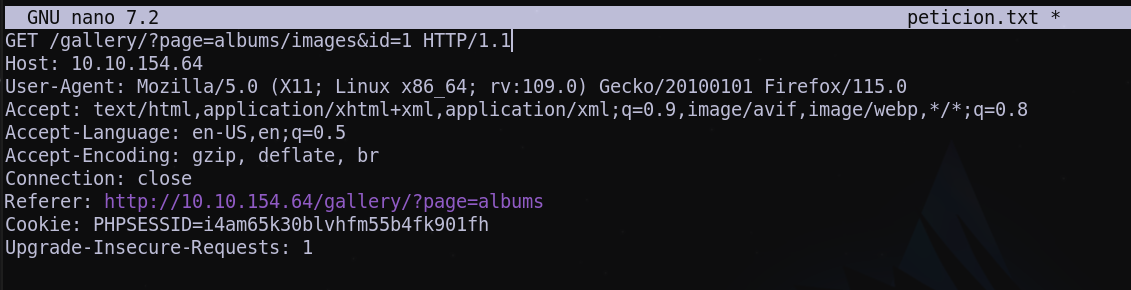 GNU nano 7.2 peticion.txt *
GET /gallery/?page=albums/images&id=1 HTTP/1.1
Host: 10.10.154.64
User-Agent: Mozilla/5.0 (X11; Linux x86_64; rv:109.0) Gecko/20100101 Firefox/115.0
Accept: text/html,application/xhtml+xml,application/xml;q=0.9,image/avif,image/webp,*/*;q=0.8
Accept-Language: en-US,en;q=0.5
Accept-Encoding: gzip, deflate, br
Connection: close
Referer: http://10.10.154.64/gallery/?page=albums
Cookie: PHPSESSID=i4am65k30blvhfm55b4fk901fh
Upgrade-Insecure-Requests: 1